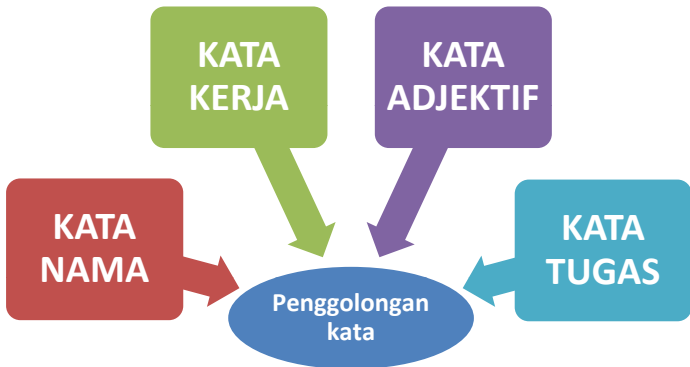 KATA
KERJA
KATA
ADJEKTIF
KATA
NAMA
KATA
TUGAS
Penggolongan
kata